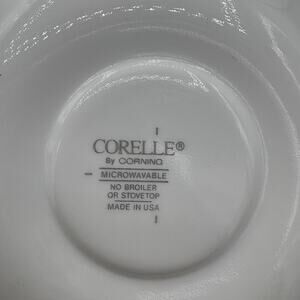 CORELLE®
By CORNING
MICROWAVABLE
NO BROILER
OR STOVETOP
MADE IN USA